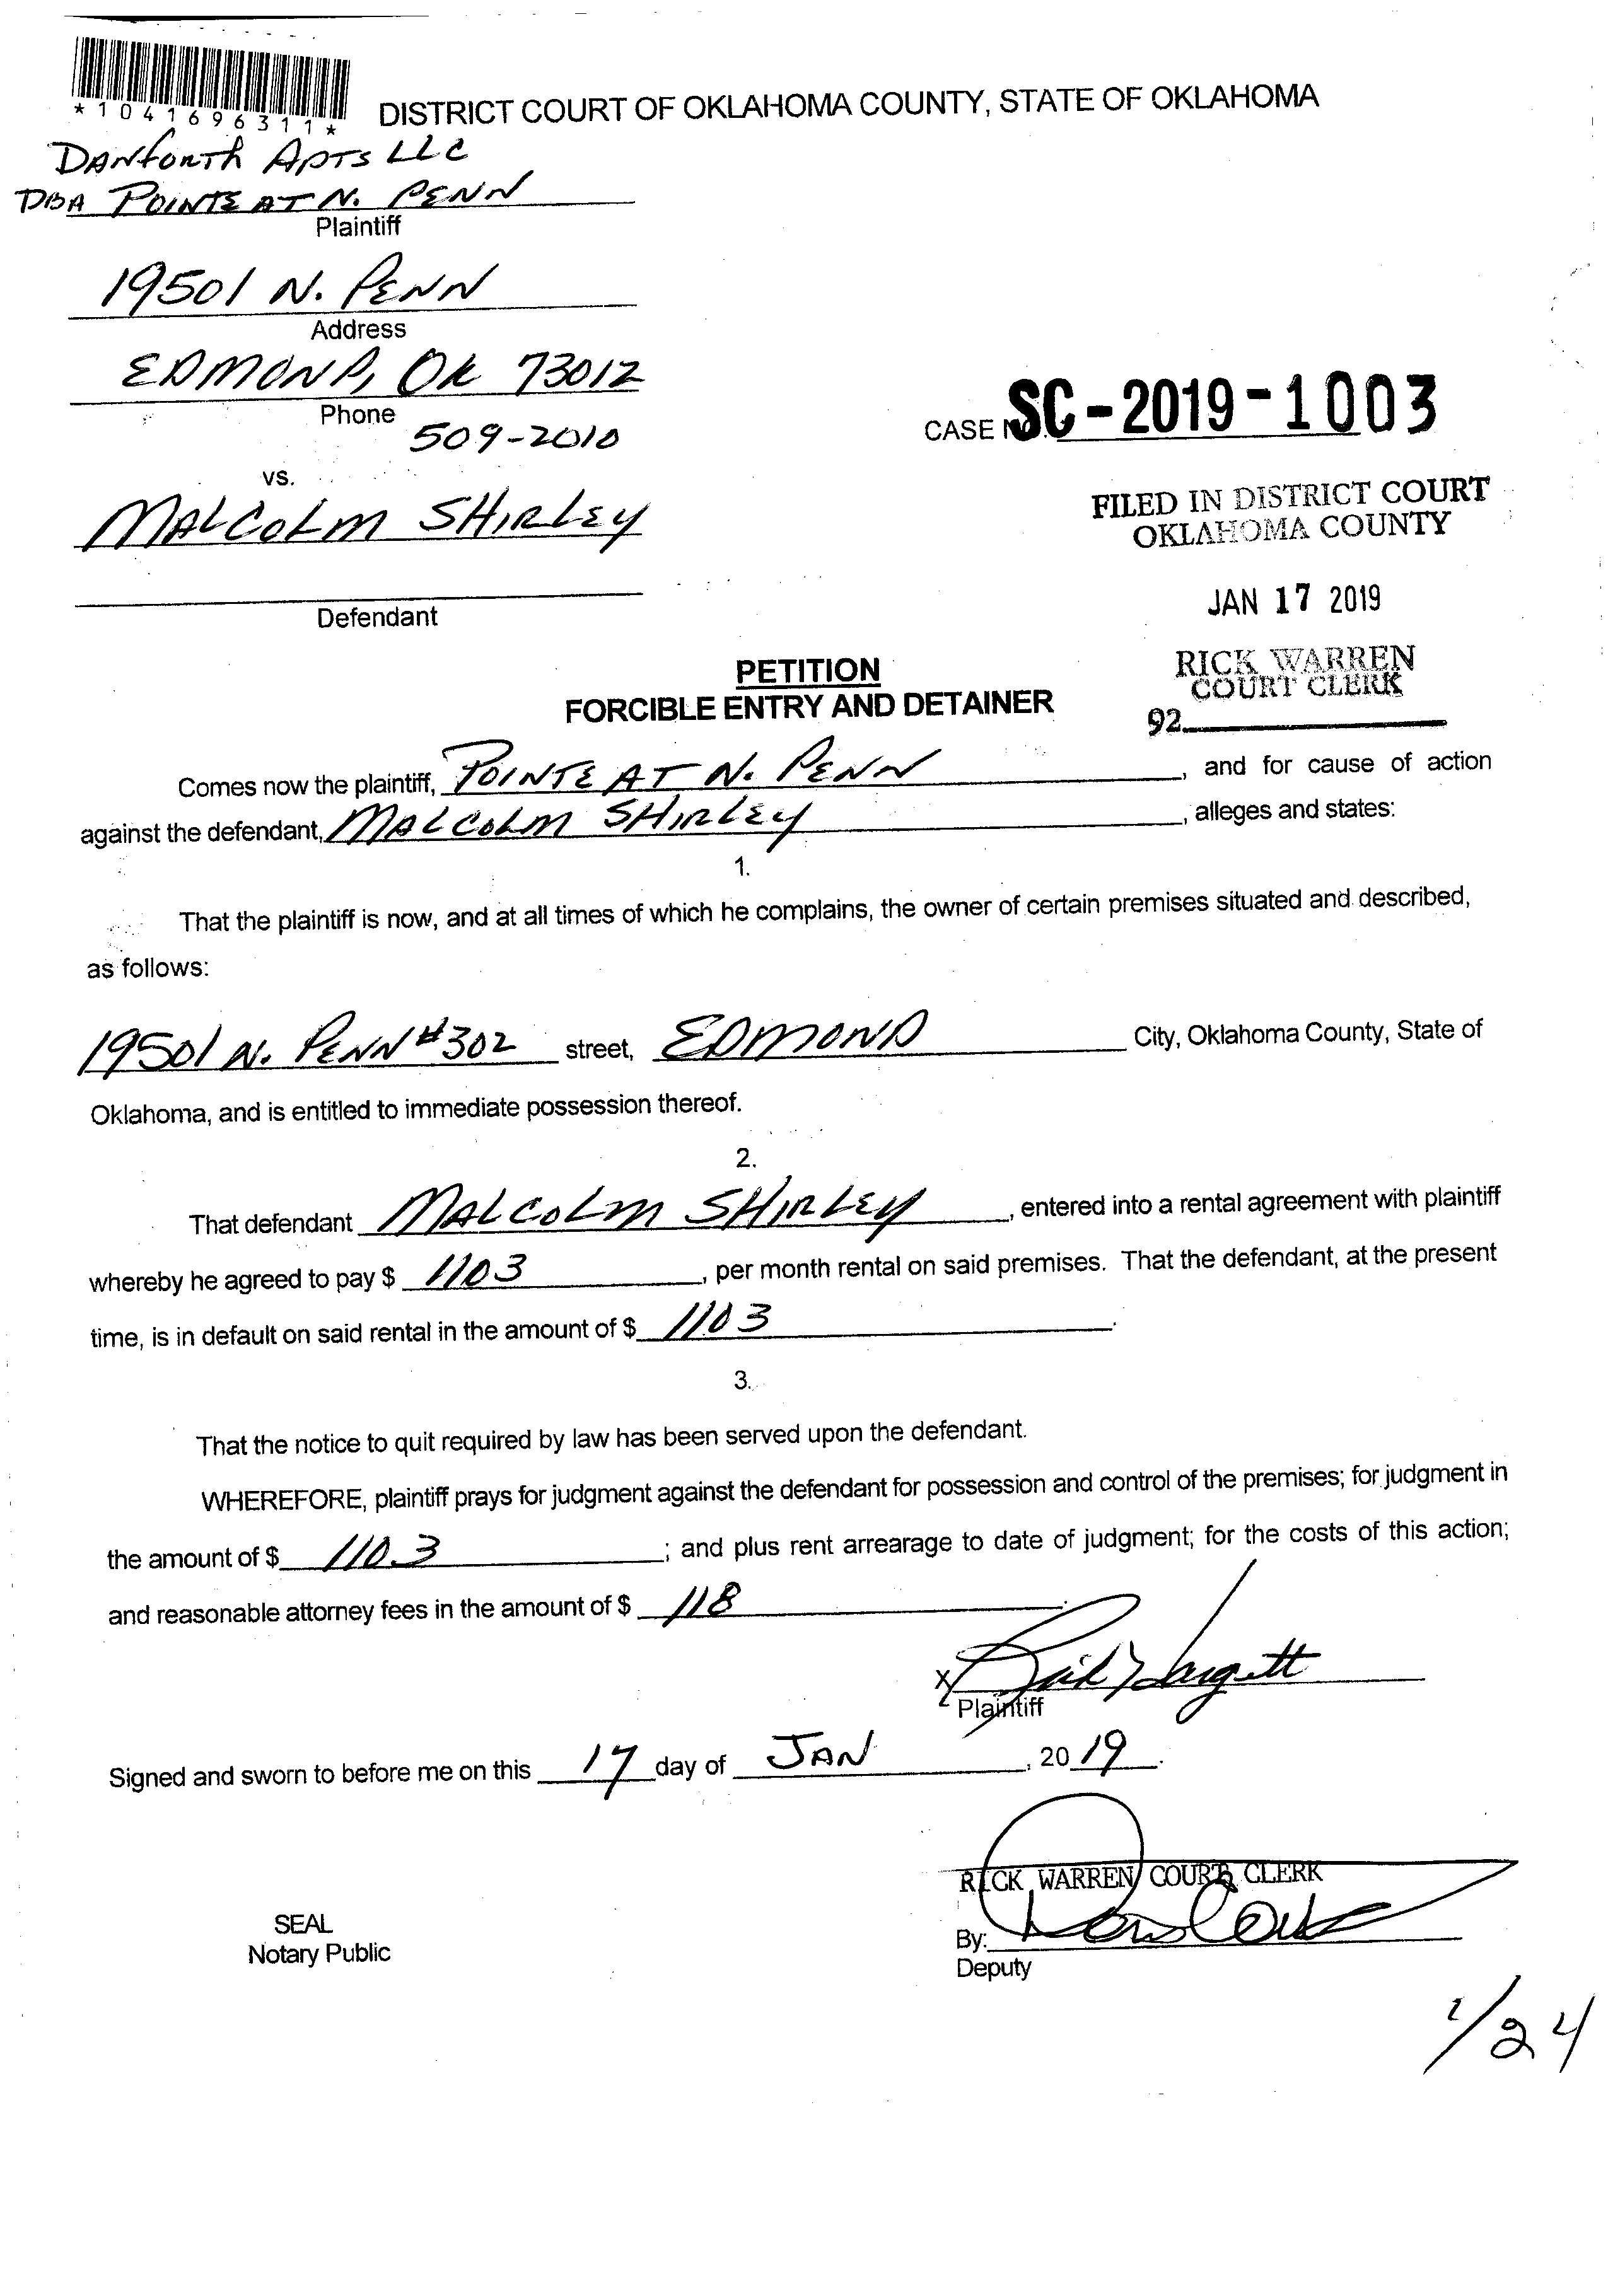 *1041696311*
DISTRICT COURT OF OKLAHOMA COUNTY, STATE OF OKLAHOMA
DANFORTH APTS LLC
DBA POINTE AT N. PENN
Plaintiff
19501 N. PENN
Address
EDMOND, OK 73012
Phone
509-2010
CASE NO. SC-2019-1003
vs.
MALCOLM SHIRLEY
Defendant
FILED IN DISTRICT COURT
OKLAHOMA COUNTY
JAN 17 2019
RICK WARREN
COURT CLERK
92
PETITION
FORCIBLE ENTRY AND DETAINER
Comes now the plaintiff, POINTE AT N. PENN, and for cause of action
against the defendant, MALCOLM SHIRLEY, alleges and states:
1.
That the plaintiff is now, and at all times of which he complains, the owner of certain premises situated and described,
as follows:
19501 N. PENN #302 street, EDMOND City, Oklahoma County, State of
Oklahoma, and is entitled to immediate possession thereof.
2.
That defendant MALCOLM SHIRLEY, entered into a rental agreement with plaintiff
whereby he agreed to pay $ 1103, per month rental on said premises. That the defendant, at the present
time, is in default on said rental in the amount of $ 1103.
3.
That the notice to quit required by law has been served upon the defendant.
WHEREFORE, plaintiff prays for judgment against the defendant for possession and control of the premises; for judgment in
the amount of $ 1103; and plus rent arrearage to date of judgment; for the costs of this action;
and reasonable attorney fees in the amount of $ 118.
X
Plaintiff
Signed and sworn to before me on this 17 day of JAN, 2019.
RICK WARREN COURT CLERK
SEAL
Notary Public
By:
Deputy
1/24